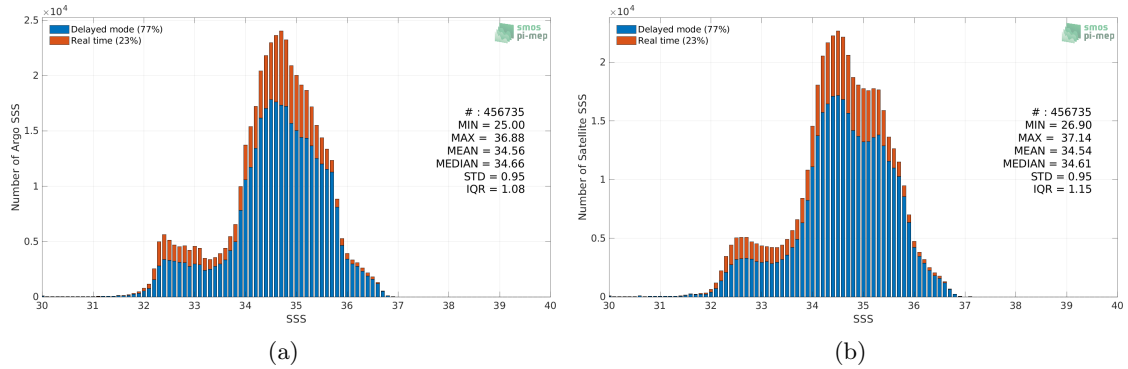 ×10⁴
Delayed mode (77%)
Real time (23%)
smos
pi-mep
# : 456735
MIN = 25.00
MAX = 36.88
MEAN = 34.56
MEDIAN = 34.66
STD = 0.95
IQR = 1.08
Number of Argo SSS
2.5
2
1.5
1
0.5
0
30 31 32 33 34 35 36 37 38 39 40
SSS
(a)
×10⁴
Delayed mode (77%)
Real time (23%)
smos
pi-mep
# : 456735
MIN = 26.90
MAX = 37.14
MEAN = 34.54
MEDIAN = 34.61
STD = 0.95
IQR = 1.15
Number of Satellite SSS
2
1.5
1
0.5
0
30 31 32 33 34 35 36 37 38 39 40
SSS
(b)